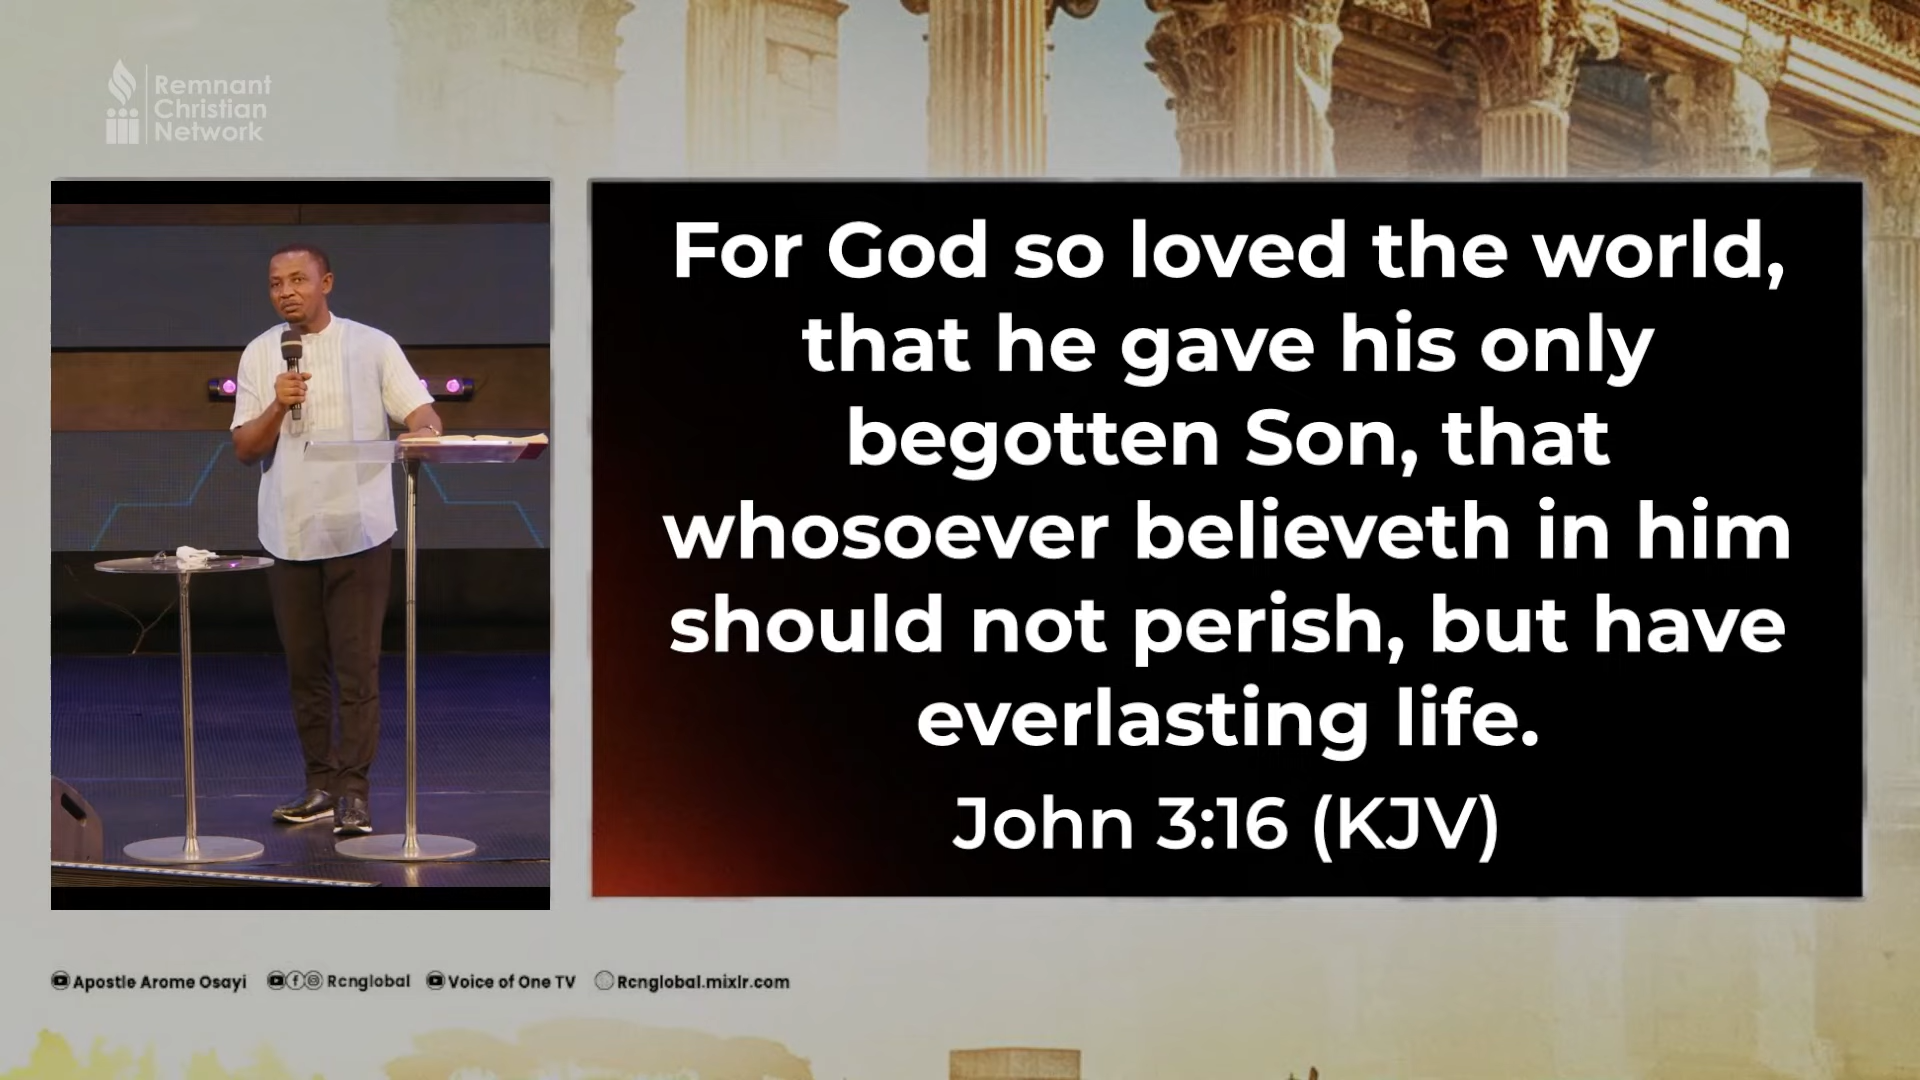 Remnant
Christian
Network
For God so loved the world,
that he gave his only
begotten Son, that
whosoever believeth in him
should not perish, but have
everlasting life.
John 3:16 (KJV)
Apostle Arome Osayi Rcnglobal Voice of One TV Rcnglobal.mixlr.com